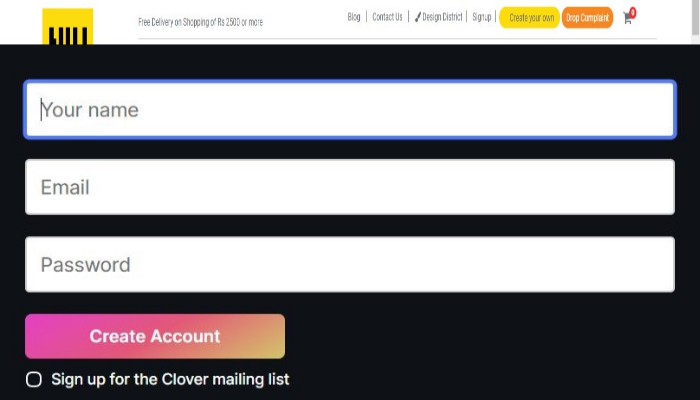 Free Delivery on Shopping of Rs 2500 or more
Blog | Contact Us | Design District | Signup | Create your own Drop Complaint 0
Your name
Email
Password
Create Account
Sign up for the Clover mailing list